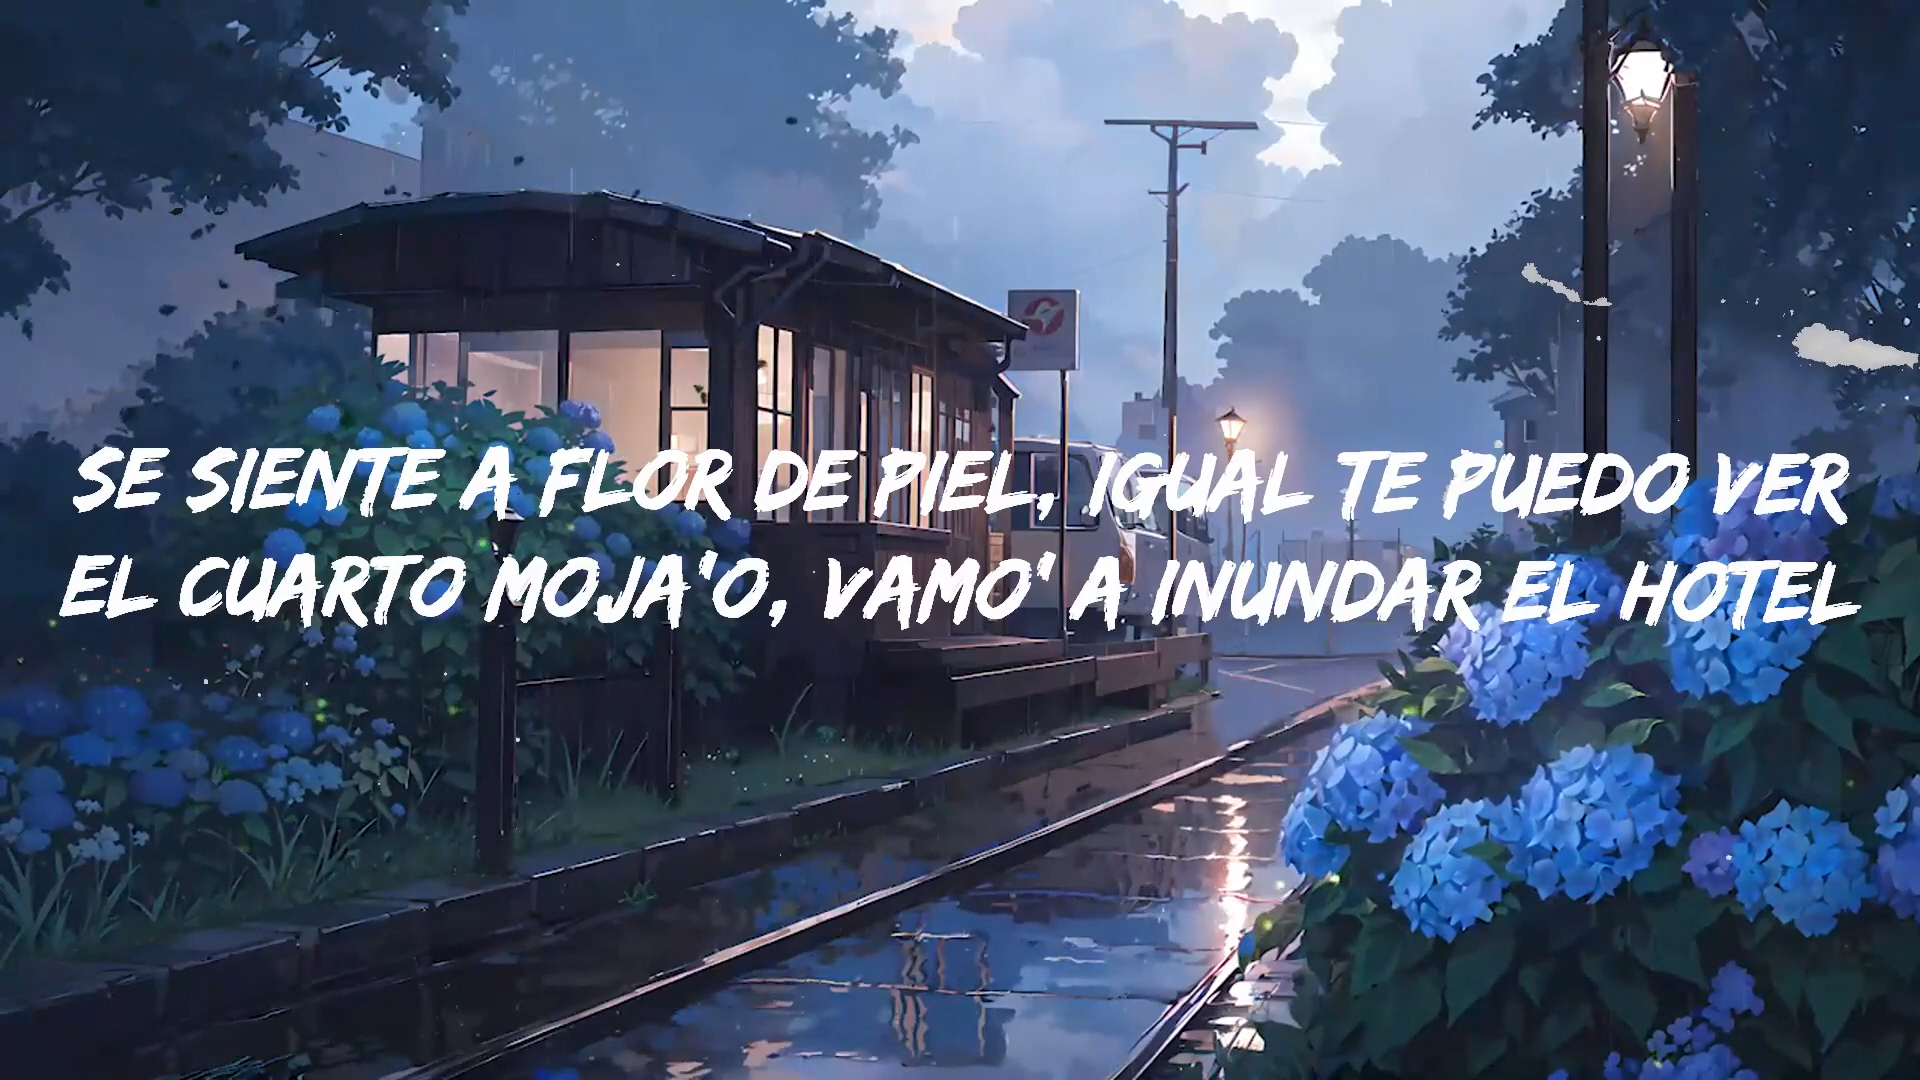 SE SIENTE A FLOR DE PIEL, IGUAL TE PUEDO VER
EL CUARTO MOJA'O, VAMO' A INUNDAR EL HOTEL